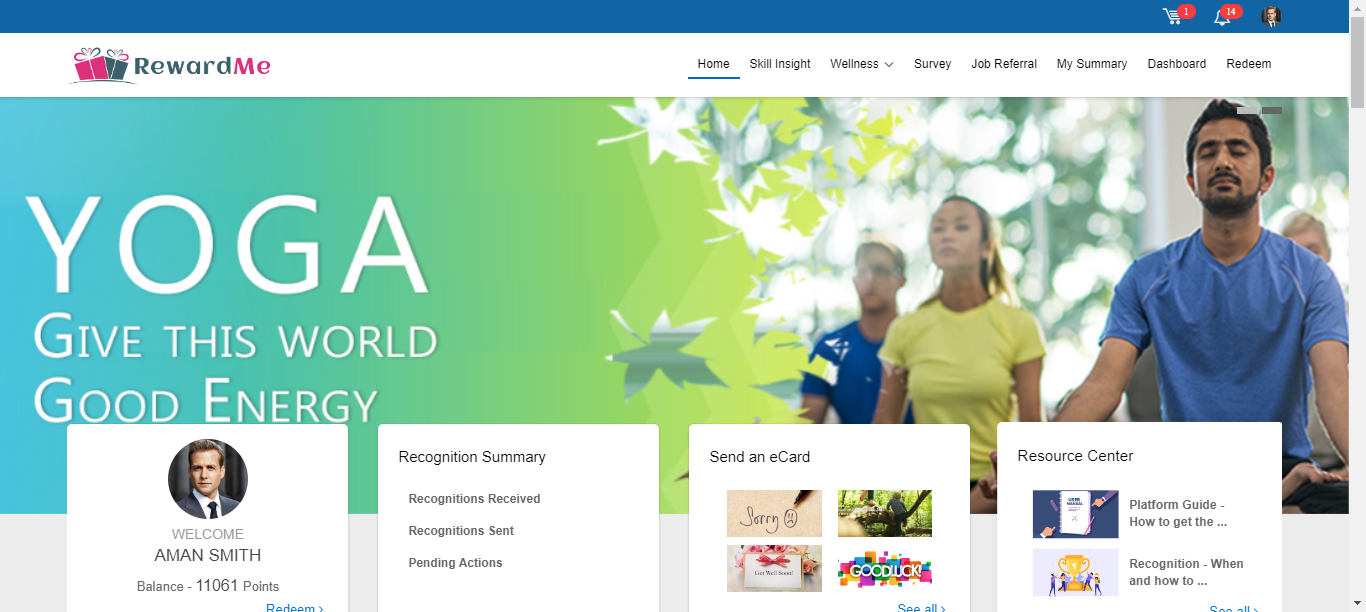 1
14
RewardMe
Home
Skill Insight
Wellness
Survey
Job Referral
My Summary
Dashboard
Redeem
YOGA
GIVE THIS WORLD
GOOD ENERGY
WELCOME
AMAN SMITH
Balance - 11061 Points
Redeem ›
Recognition Summary
Recognitions Received
Recognitions Sent
Pending Actions
Send an eCard
Sorry
Get Well Soon!
GOODLUCK!
See all ›
Resource Center
USER
MANUAL
Platform Guide -
How to get the ...
1
Recognition - When
and how to ...
See all ›